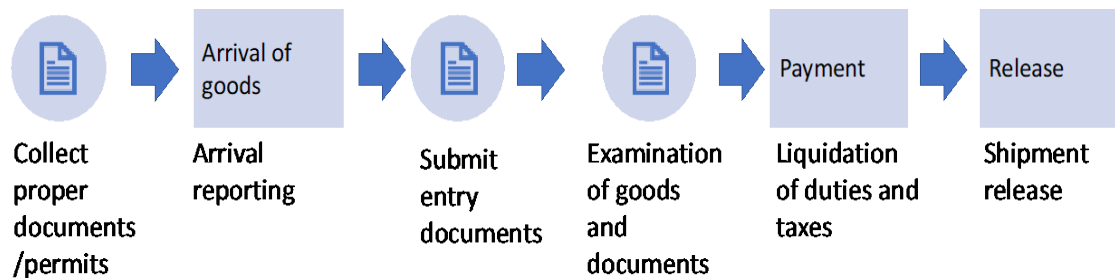 Arrival of
goods
Payment
Release
Collect
proper
documents
/permits
Arrival
reporting
Submit
entry
documents
Examination
of goods
and
documents
Liquidation
of duties and
taxes
Shipment
release